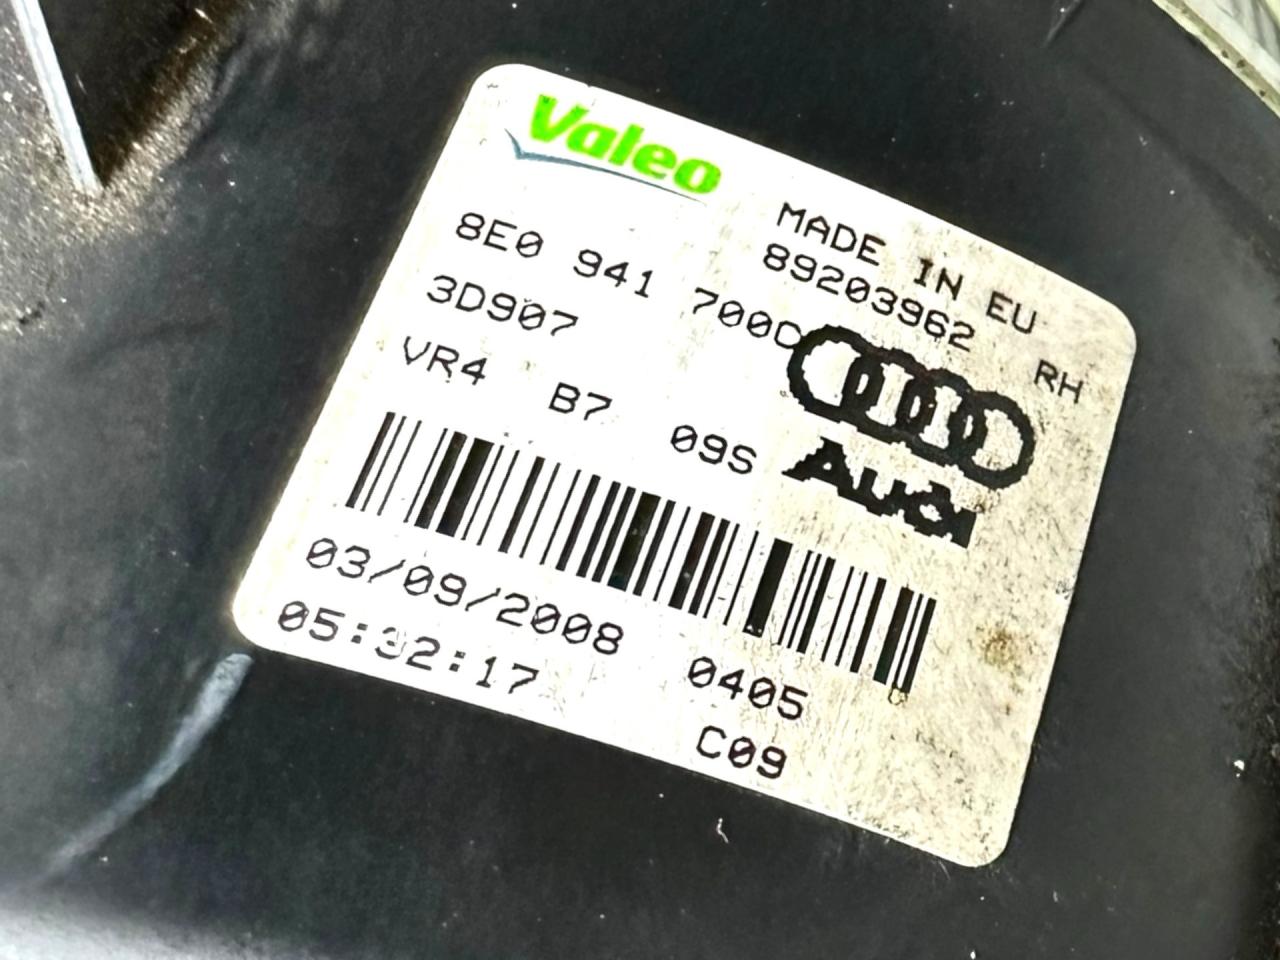 Valeo
MADE IN EU
89203962
8E0 941 700C
RH
3D907
VR4 B7 09S
Audi
03/09/2008 0405
05:32:17
C09